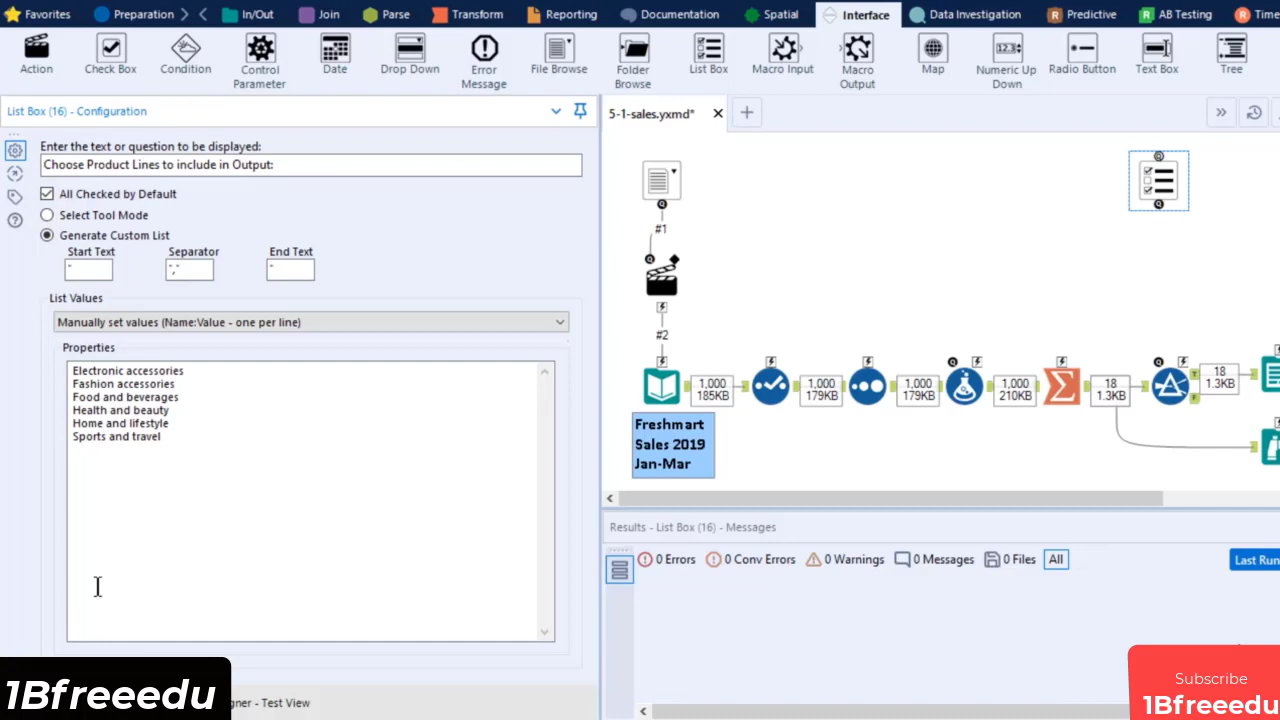 Favorites Preparation In/Out Join Parse Transform Reporting Documentation Spatial Interface Data Investigation Predictive AB Testing Time
Action Check Box Condition Control Parameter Date Drop Down Error Message File Browse Folder Browse List Box Macro Input Macro Output Map Numeric Up Down Radio Button Text Box Tree
List Box (16) - Configuration
5-1-sales.yxmd*
Enter the text or question to be displayed:
Choose Product Lines to include in Output:
All Checked by Default
Select Tool Mode
Generate Custom List
Start Text Separator End Text
" "," "
List Values
Manually set values (Name:Value - one per line)
Properties
Electronic accessories
Fashion accessories
Food and beverages
Health and beauty
Home and lifestyle
Sports and travel
#1
#2
1,000
185KB
1,000
179KB
1,000
179KB
1,000
210KB
18
1.3KB
18
1.3KB
Freshmart
Sales 2019
Jan-Mar
Results - List Box (16) - Messages
0 Errors 0 Conv Errors 0 Warnings 0 Messages 0 Files All Last Run
1Bfreeedu
gner - Test View
Subscribe
1Bfreeedu